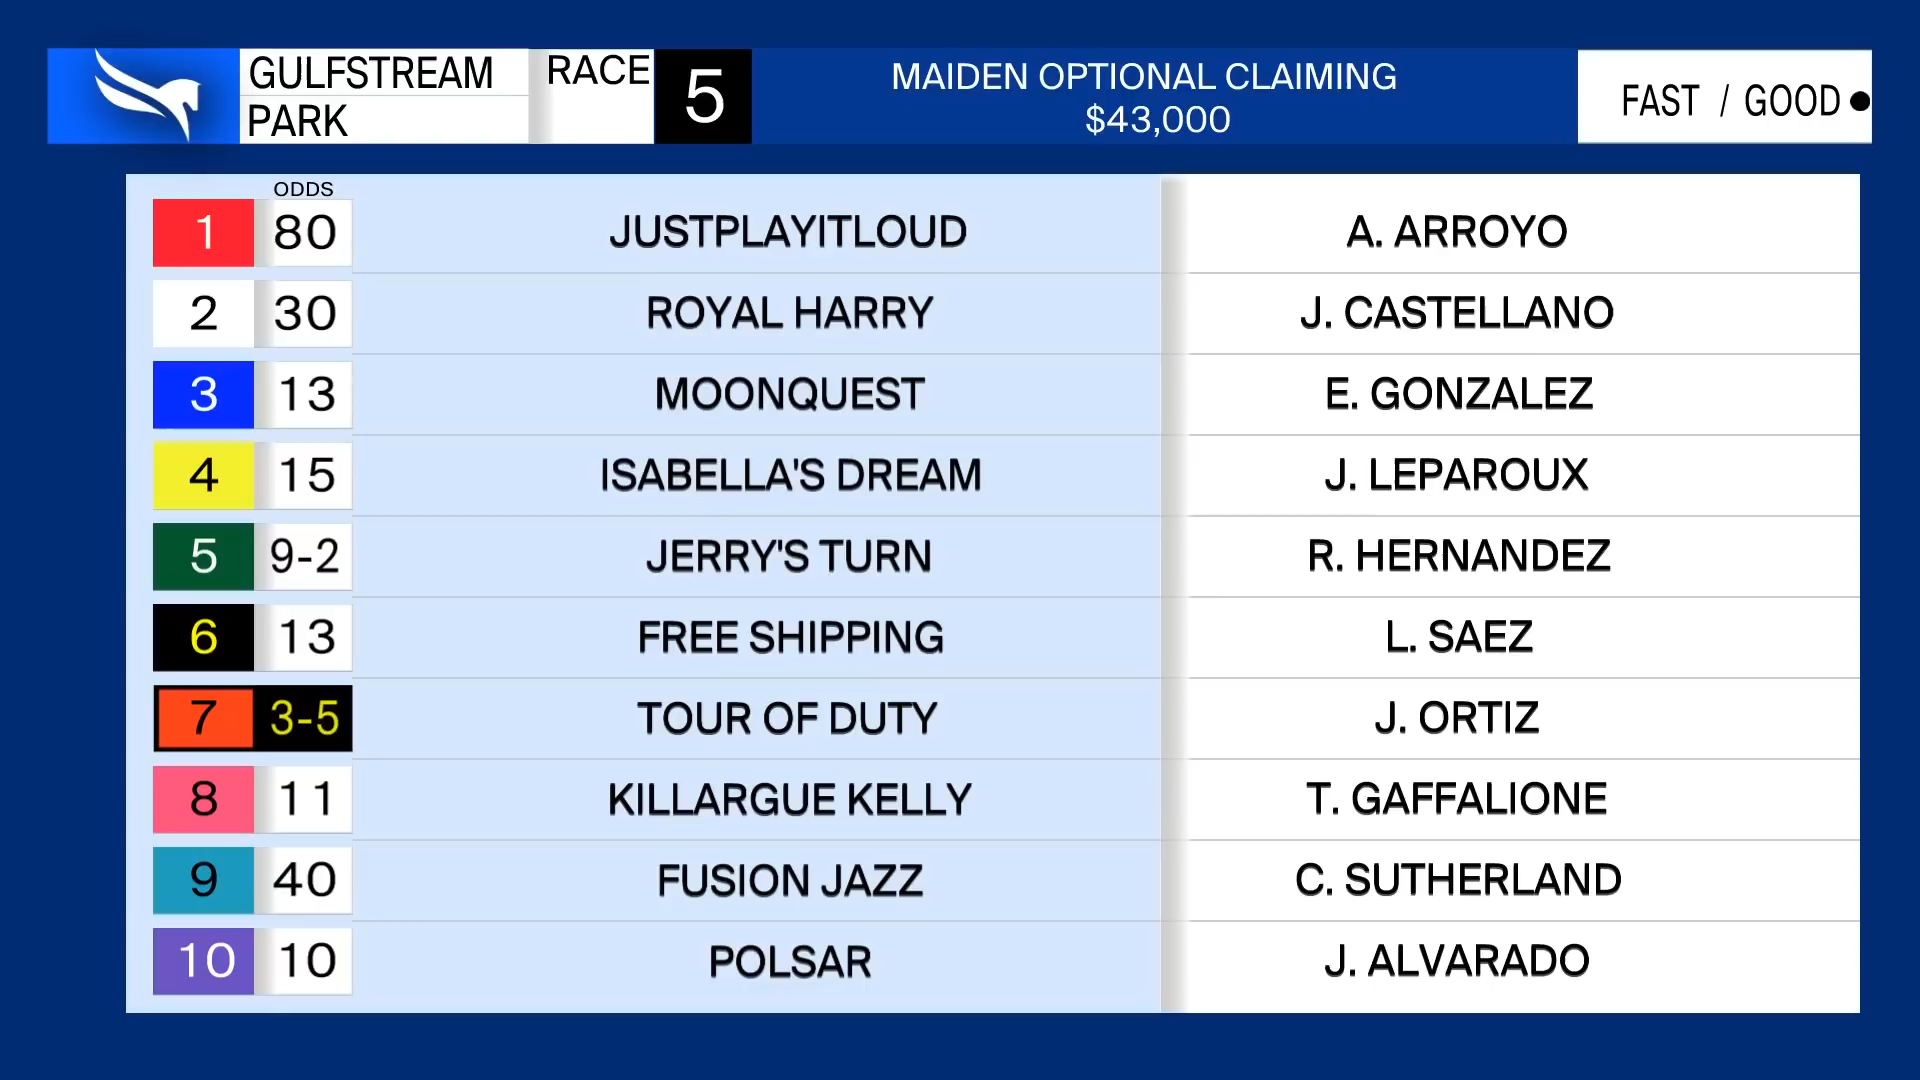 GULFSTREAM PARK RACE 5 MAIDEN OPTIONAL CLAIMING $43,000 FAST / GOOD
ODDS
1 80 JUSTPLAYITLOUD A. ARROYO
2 30 ROYAL HARRY J. CASTELLANO
3 13 MOONQUEST E. GONZALEZ
4 15 ISABELLA'S DREAM J. LEPAROUX
5 9-2 JERRY'S TURN R. HERNANDEZ
6 13 FREE SHIPPING L. SAEZ
7 3-5 TOUR OF DUTY J. ORTIZ
8 11 KILLARGUE KELLY T. GAFFALIONE
9 40 FUSION JAZZ C. SUTHERLAND
10 10 POLSAR J. ALVARADO